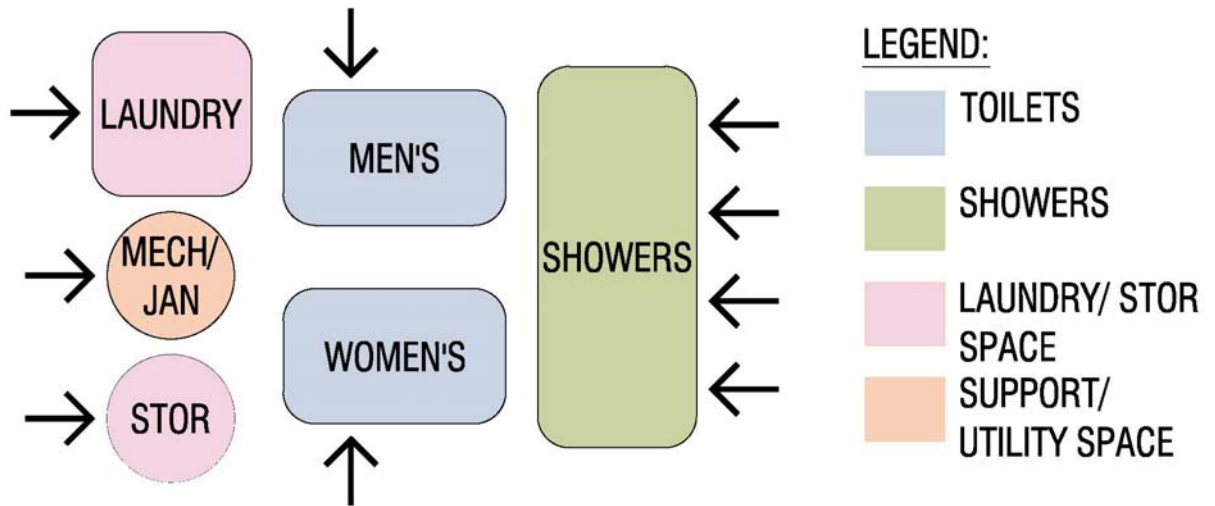 LAUNDRY
MECH/
JAN
STOR
MEN'S
WOMEN'S
SHOWERS
LEGEND:
TOILETS
SHOWERS
LAUNDRY/ STOR
SPACE
SUPPORT/
UTILITY SPACE